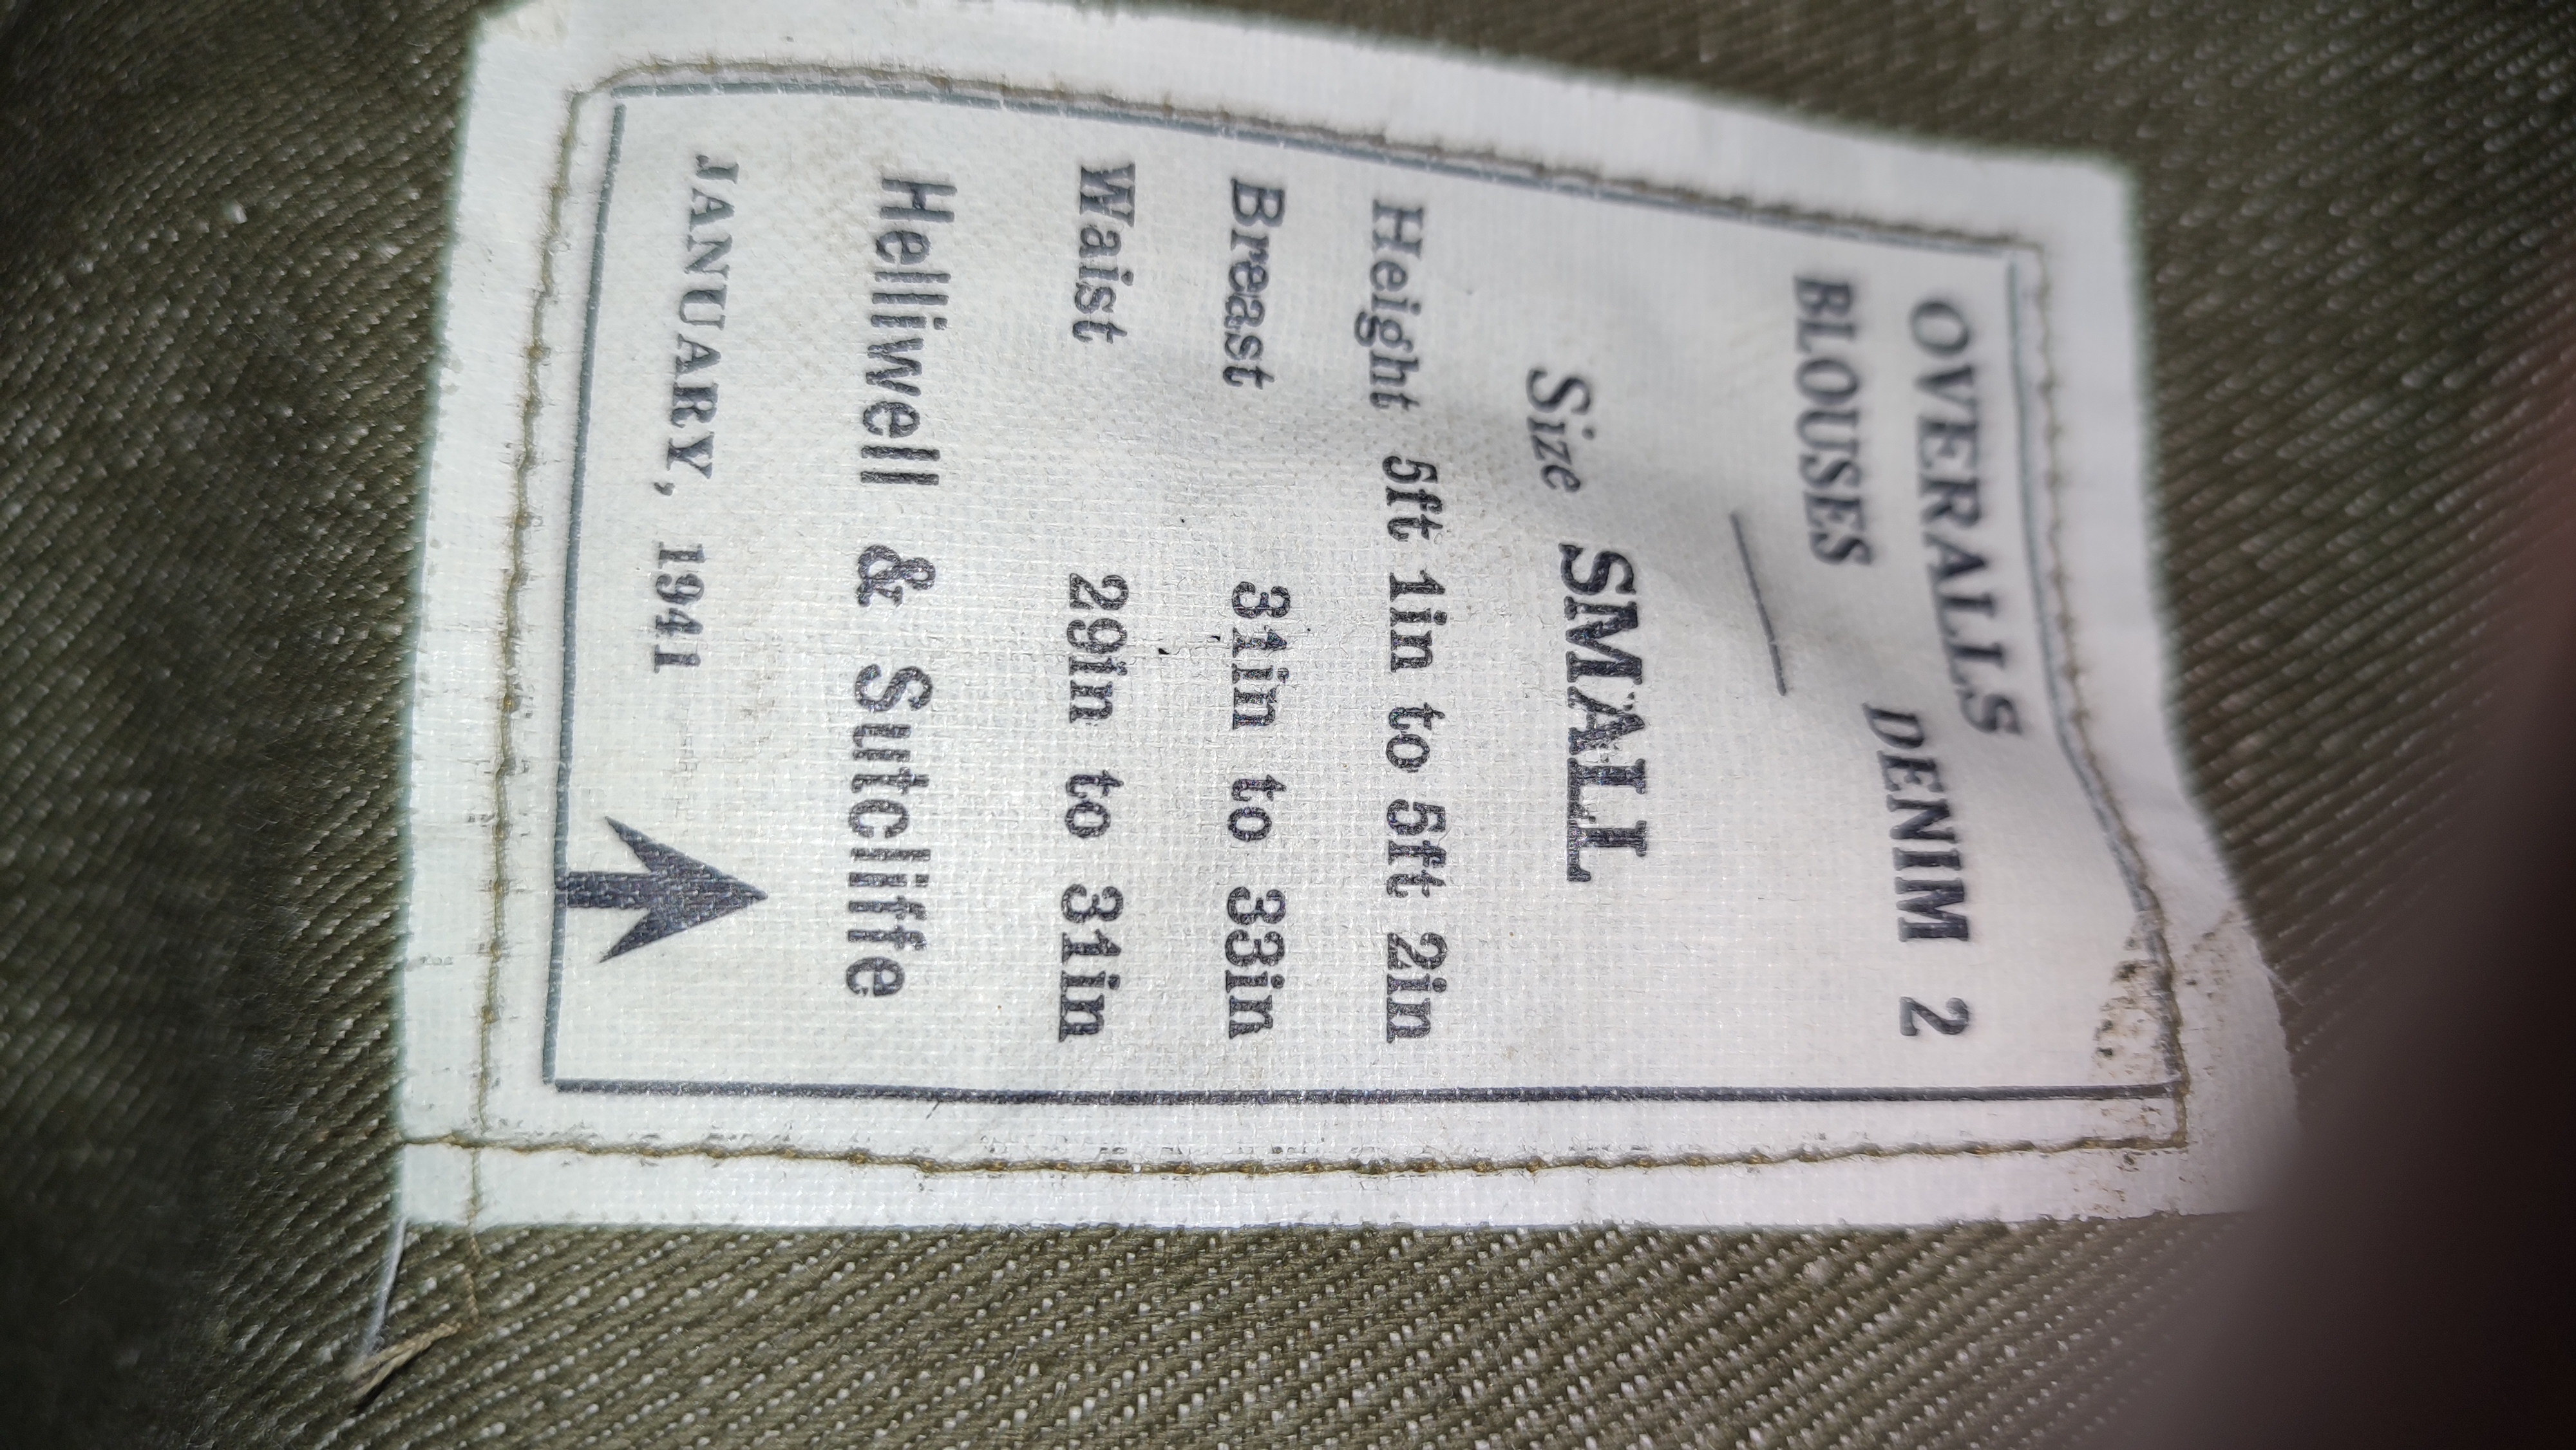 OVERALLS
DENIM 2
BLOUSES
Size SMALL
Height 5ft 1in to 5ft 2in
Breast 31in to 33in
Waist 29in to 31in
Helliwell & Sutcliffe
JANUARY, 1941